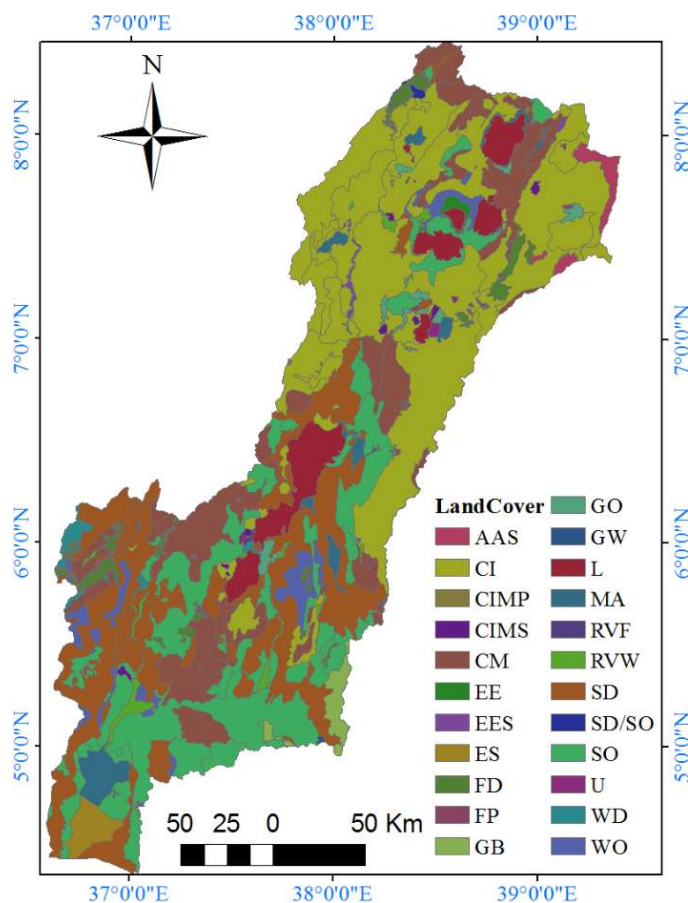 37°0'0"E 38°0'0"E 39°0'0"E
N
8°0'0"N 8°0'0"N
7°0'0"N 7°0'0"N
6°0'0"N 6°0'0"N
5°0'0"N 5°0'0"N
LandCover
AAS
CI
CIMP
CIMS
CM
EE
EES
ES
FD
FP
GB
GO
GW
L
MA
RVF
RVW
SD
SD/SO
SO
U
WD
WO
50 25 0 50 Km
37°0'0"E 38°0'0"E 39°0'0"E